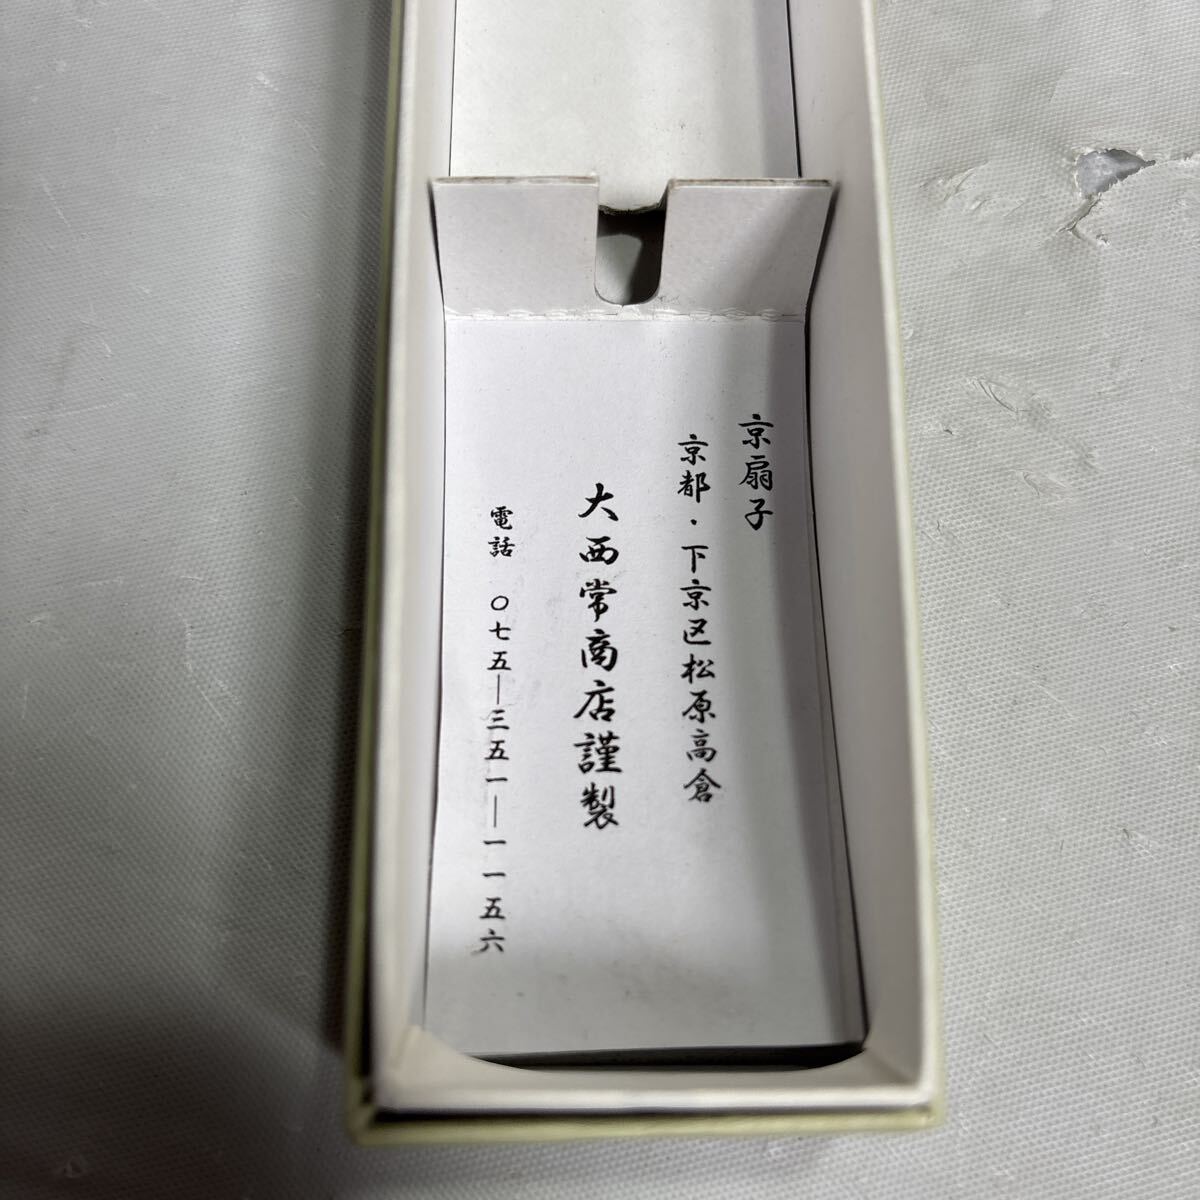 京扇子
京都・下京区松原高倉
大西常商店謹製
電話 〇七五―三五一―一一五六